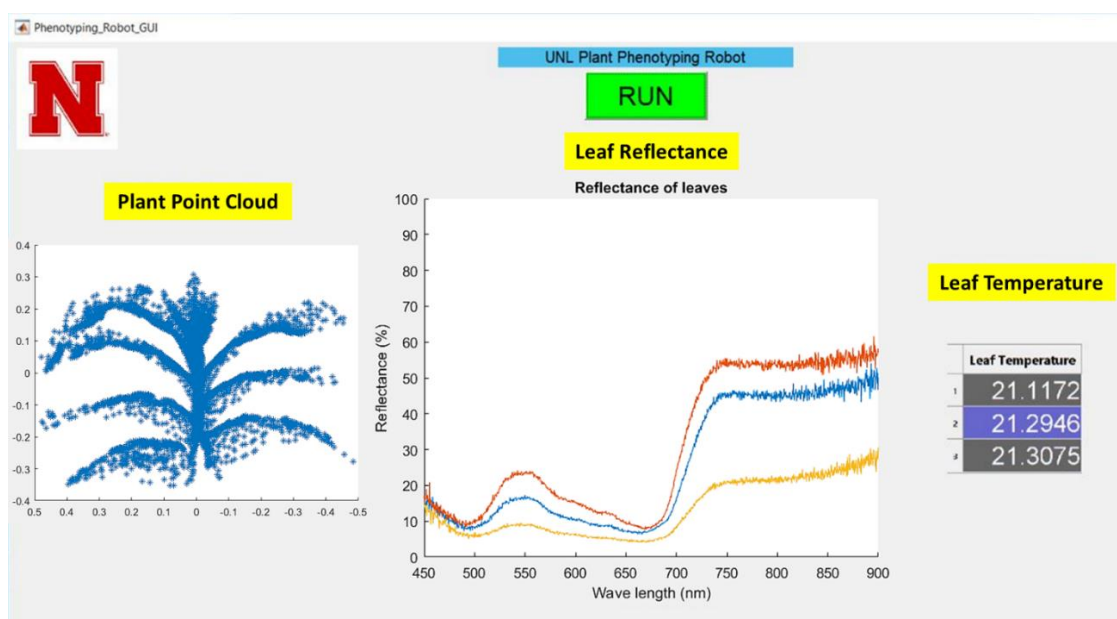 Phenotyping_Robot_GUI
N
UNL Plant Phenotyping Robot
RUN
Leaf Reflectance
Plant Point Cloud
0.4
0.3
0.2
0.1
0
-0.1
-0.2
-0.3
-0.4
0.5 0.4 0.3 0.2 0.1 0 -0.1 -0.2 -0.3 -0.4 -0.5
Reflectance of leaves
Reflectance (%)
100
90
80
70
60
50
40
30
20
10
0
450 500 550 600 650 700 750 800 850 900
Wave length (nm)
Leaf Temperature
Leaf Temperature
1 21.1172
2 21.2946
3 21.3075